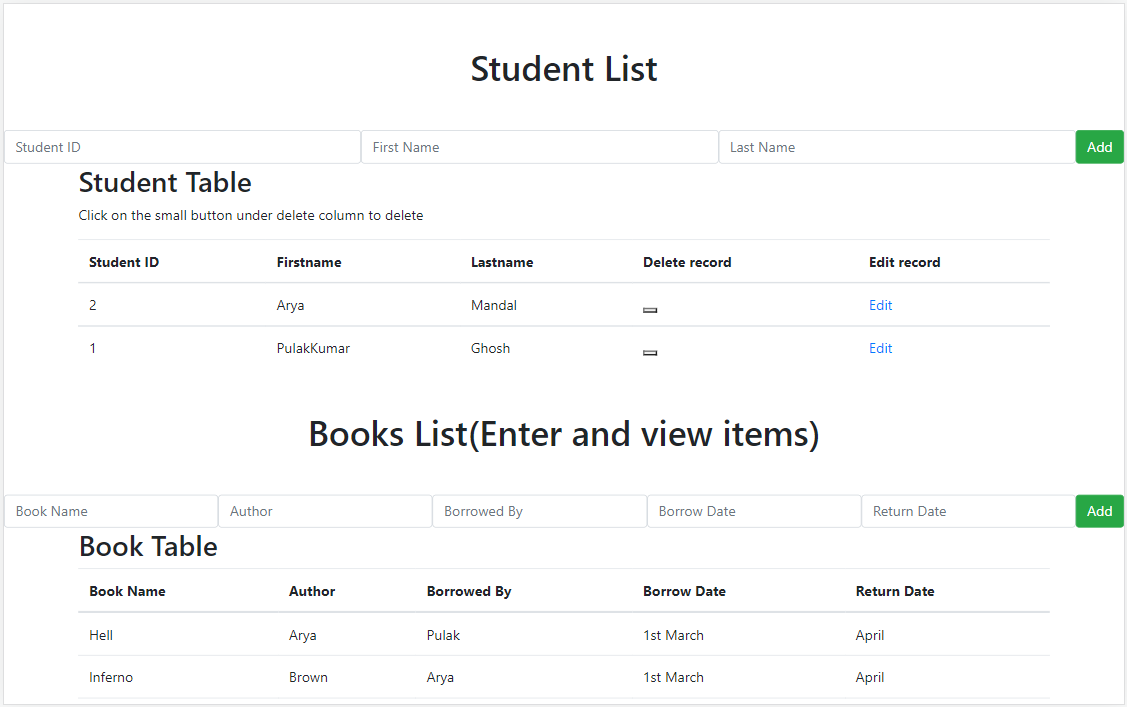 Student List
Student ID First Name Last Name Add
Student Table
Click on the small button under delete column to delete
Student ID Firstname Lastname Delete record Edit record
2 Arya Mandal Edit
1 PulakKumar Ghosh Edit
Books List(Enter and view items)
Book Name Author Borrowed By Borrow Date Return Date Add
Book Table
Book Name Author Borrowed By Borrow Date Return Date
Hell Arya Pulak 1st March April
Inferno Brown Arya 1st March April